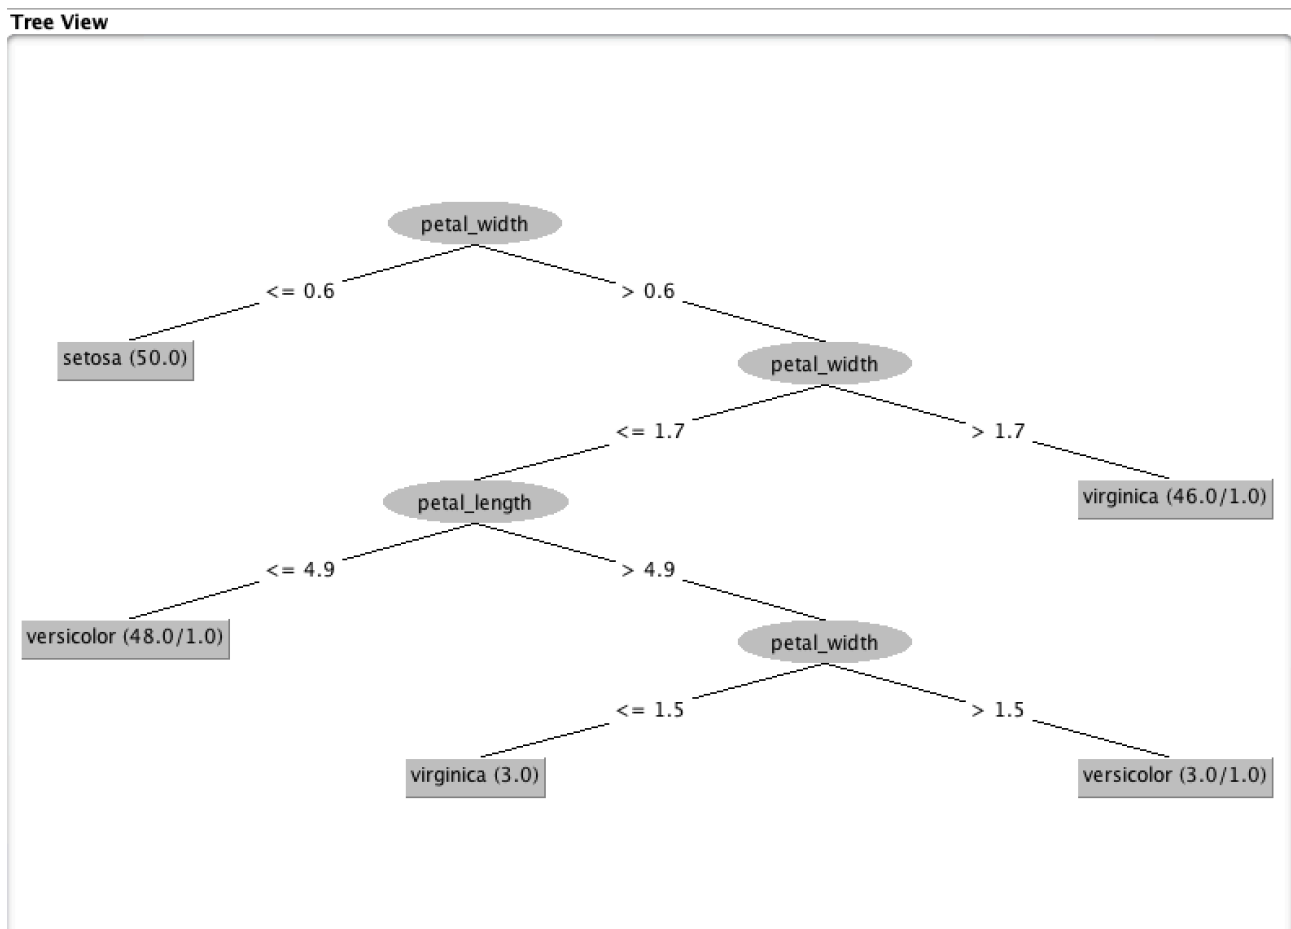 Tree View
petal_width
<= 0.6
> 0.6
setosa (50.0)
petal_width
<= 1.7
> 1.7
petal_length
virginica (46.0/1.0)
<= 4.9
> 4.9
versicolor (48.0/1.0)
petal_width
<= 1.5
> 1.5
virginica (3.0)
versicolor (3.0/1.0)